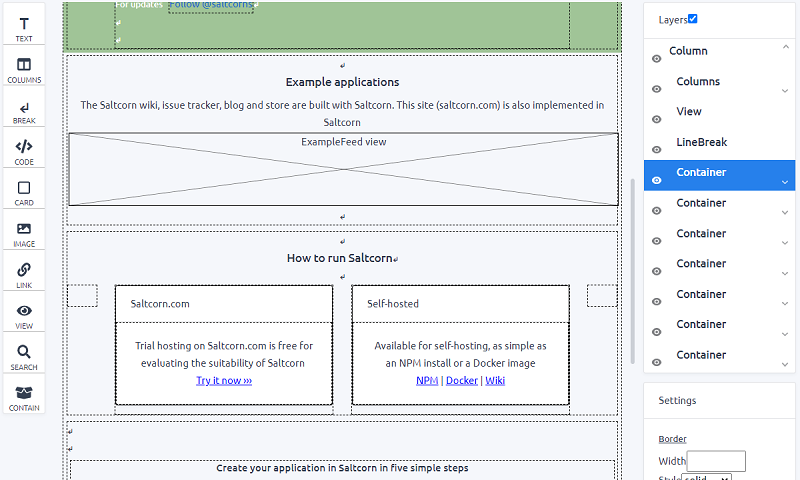 TEXT
COLUMNS
BREAK
CODE
CARD
IMAGE
LINK
VIEW
SEARCH
CONTAIN
For updates Follow @saltcorns
Example applications
The Saltcorn wiki, issue tracker, blog and store are built with Saltcorn. This site (saltcorn.com) is also implemented in
Saltcorn
ExampleFeed view
How to run Saltcorn
Saltcorn.com
Trial hosting on Saltcorn.com is free for
evaluating the suitability of Saltcorn
Try it now »»
Self-hosted
Available for self-hosting, as simple as
an NPM install or a Docker image
NPM | Docker | Wiki
Create your application in Saltcorn in five simple steps
Layers
Column
Columns
View
LineBreak
Container
Container
Container
Container
Container
Container
Container
Settings
Border
Width
Style solid